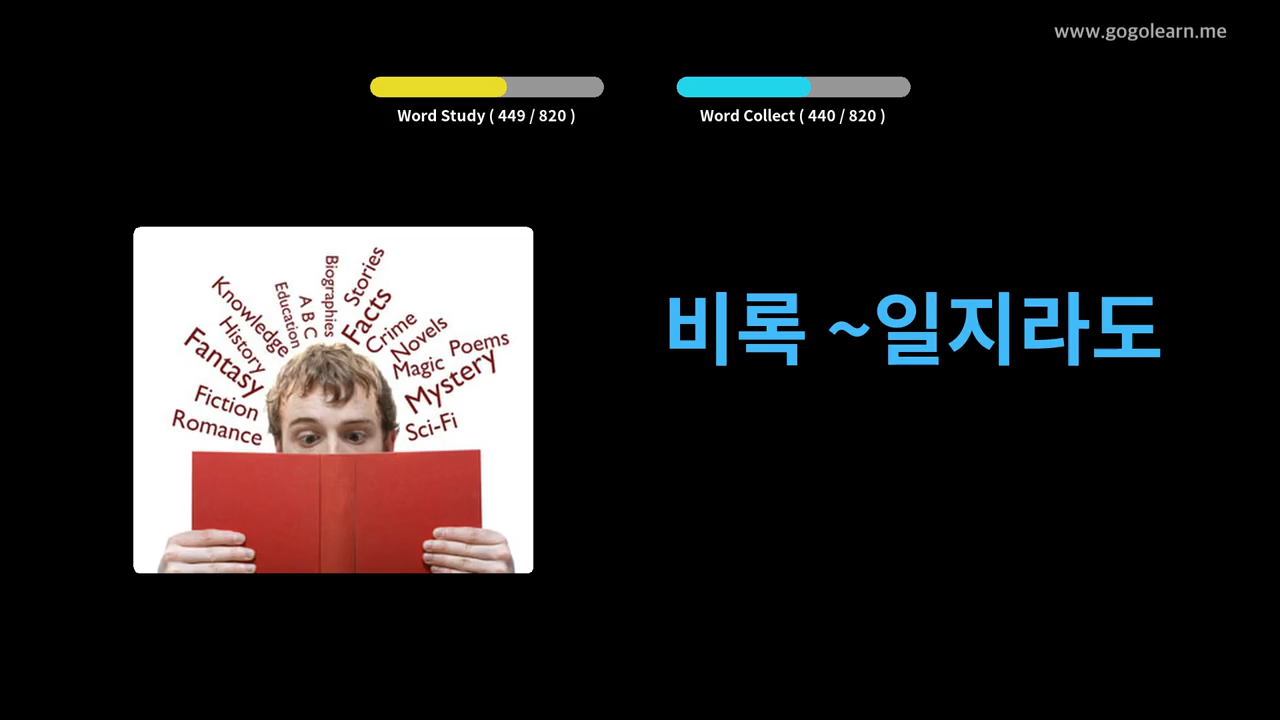 www.gogolearn.me
Word Study ( 449 / 820 )
Word Collect ( 440 / 820 )
Knowledge
Education
A B C
Biographies
Stories
Facts
Crime
Novels
Poems
History
Magic
Fantasy
Mystery
Fiction
Sci-Fi
Romance
비록 ~일지라도